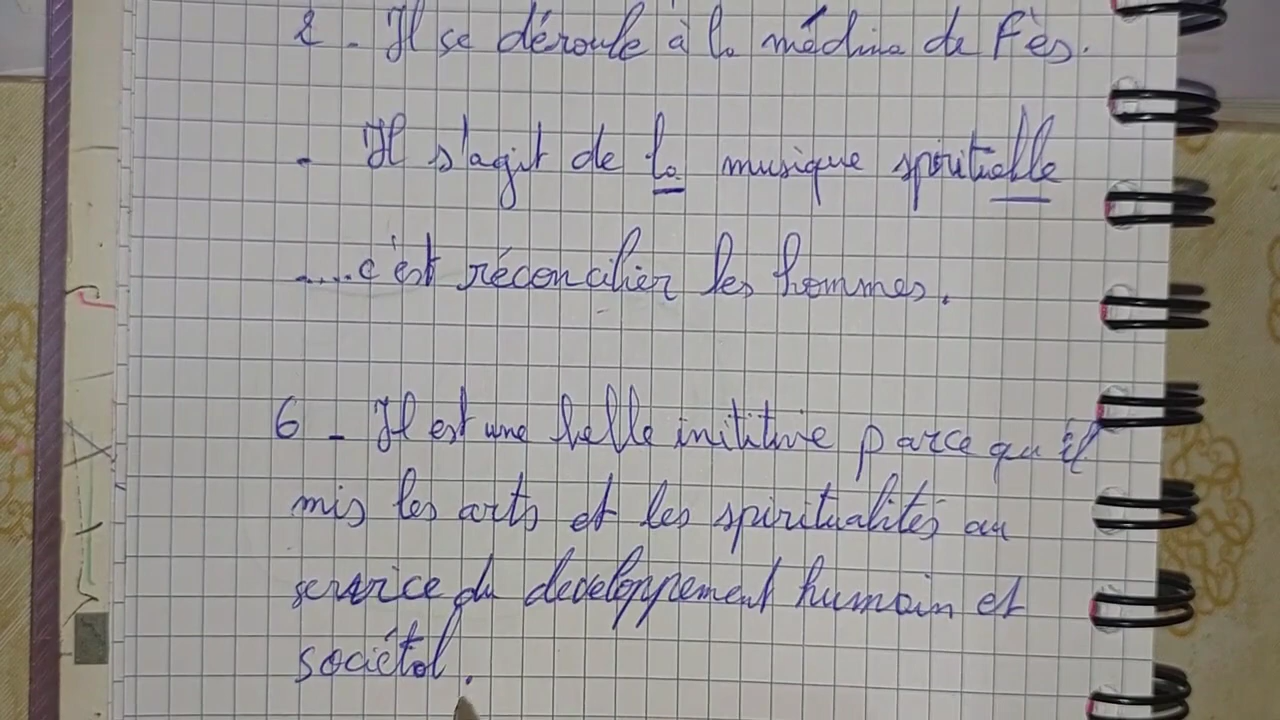 2 - Il se déroule à la médina de Fès.
- Il s'agit de la musique spirituelle
.....c'est réconcilier les hommes.
6 - Il est une belle inititive parce qu'il
mis les arts et les spiritualités au
service du developpement humain et
sociétal.